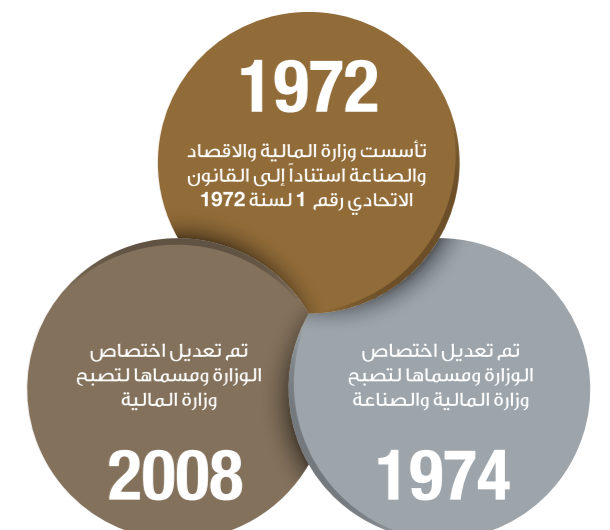 1972
تأسست وزارة المالية والاقصاد
والصناعة استناداً إلى القانون
الاتحادي رقم 1 لسنة 1972
تم تعديل اختصاص
الوزارة ومسماها لتصبح
وزارة المالية والصناعة
1974
تم تعديل اختصاص
الوزارة ومسماها لتصبح
وزارة المالية
2008